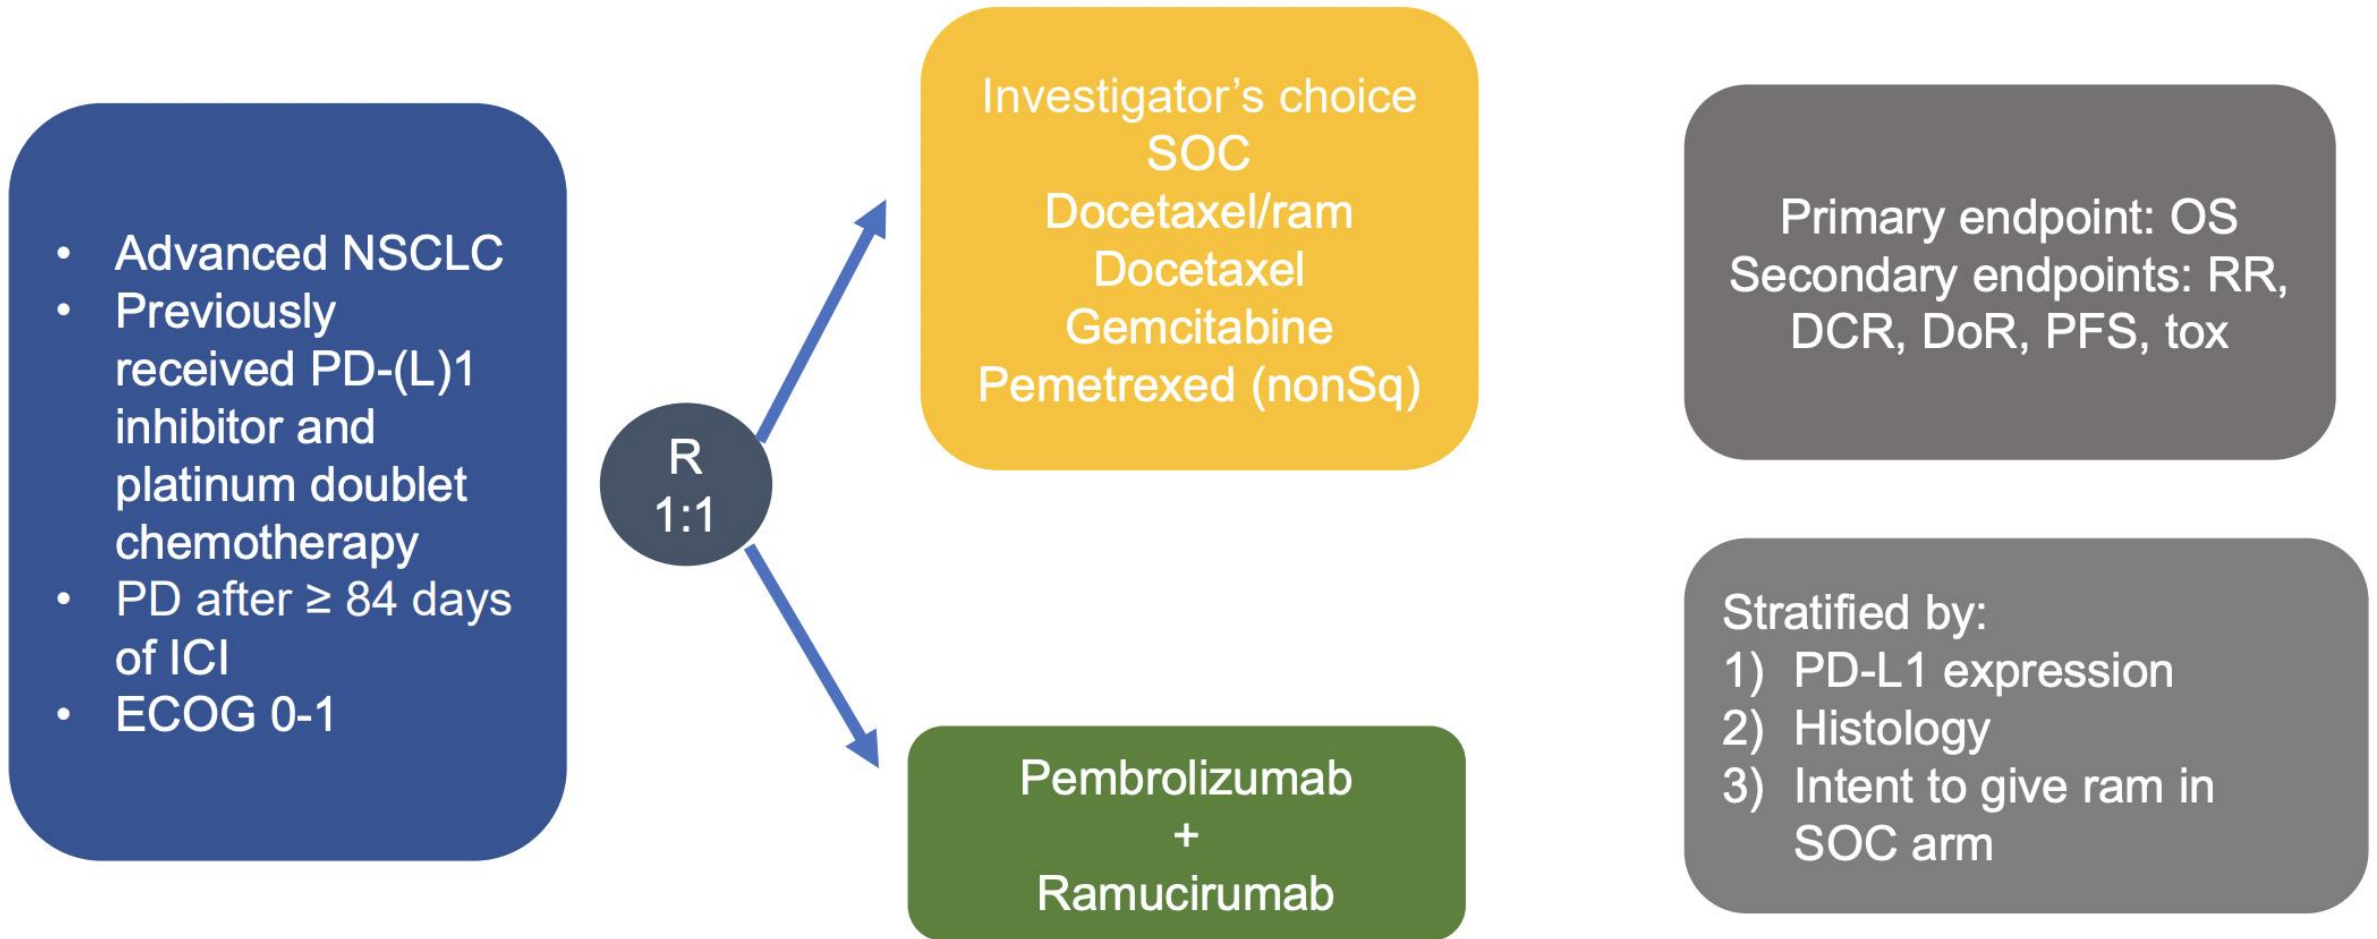 • Advanced NSCLC
• Previously
received PD-(L)1
inhibitor and
platinum doublet
chemotherapy
• PD after ≥ 84 days
of ICI
• ECOG 0-1
R
1:1
Investigator’s choice
SOC
Docetaxel/ram
Docetaxel
Gemcitabine
Pemetrexed (nonSq)
Pembrolizumab
+
Ramucirumab
Primary endpoint: OS
Secondary endpoints: RR,
DCR, DoR, PFS, tox
Stratified by:
1) PD-L1 expression
2) Histology
3) Intent to give ram in
SOC arm